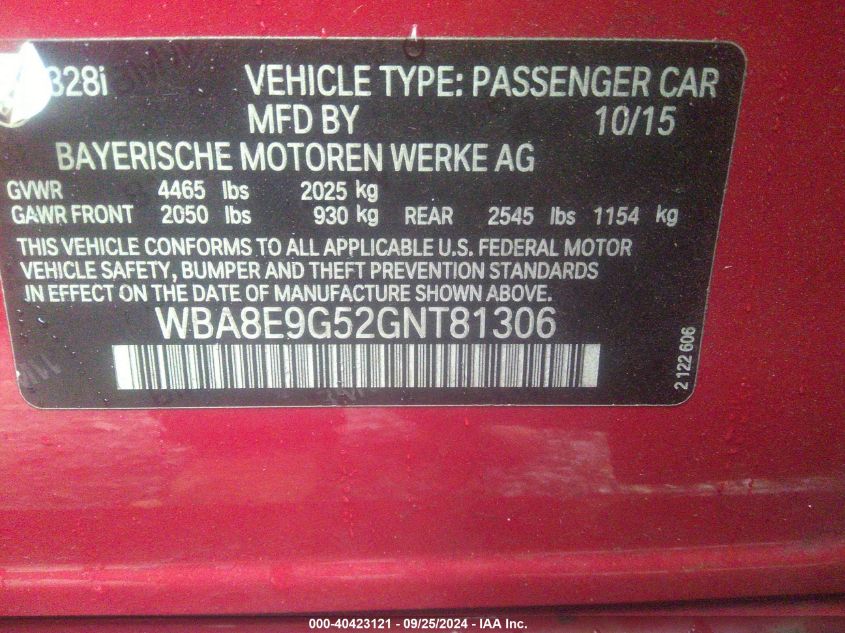 328i VEHICLE TYPE: PASSENGER CAR
MFD BY 10/15
BAYERISCHE MOTOREN WERKE AG
GVWR 4465 lbs 2025 kg
GAWR FRONT 2050 lbs 930 kg REAR 2545 lbs 1154 kg
THIS VEHICLE CONFORMS TO ALL APPLICABLE U.S. FEDERAL MOTOR
VEHICLE SAFETY, BUMPER AND THEFT PREVENTION STANDARDS
IN EFFECT ON THE DATE OF MANUFACTURE SHOWN ABOVE.
WBA8E9G52GNT81306
2 122 606
000-40423121 - 09/25/2024 - IAA Inc.